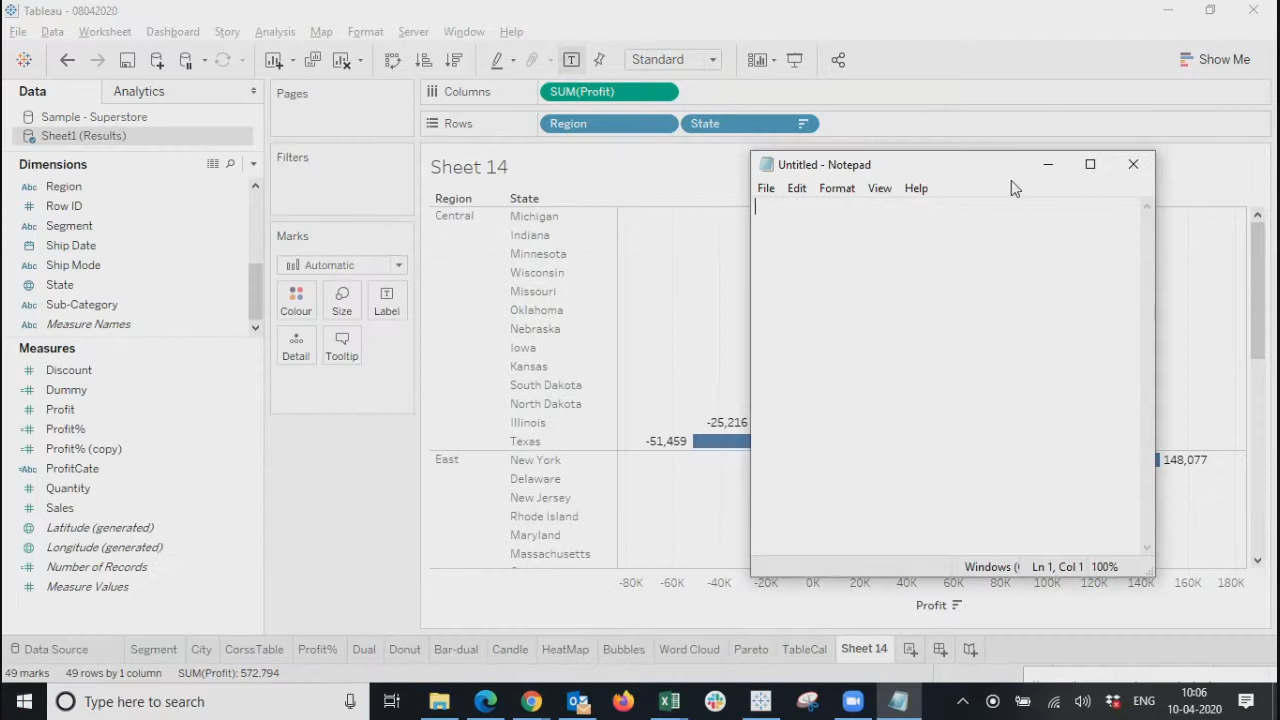 Tableau - 08042020
File Data Worksheet Dashboard Story Analysis Map Format Server Window Help
Standard
Show Me
Data Analytics
Sample - Superstore
Sheet1 (Results)
Dimensions
Abc Region
Abc Row ID
Abc Segment
Ship Date
Abc Ship Mode
State
Abc Sub-Category
Abc Measure Names
Measures
# Discount
=# Dummy
# Profit
=# Profit%
=# Profit% (copy)
=Abc ProfitCate
# Quantity
# Sales
Latitude (generated)
Longitude (generated)
=# Number of Records
# Measure Values
Pages
Filters
Marks
Automatic
Colour Size Label
Detail Tooltip
Columns SUM(Profit)
Rows Region State
Sheet 14
Region State
Central Michigan
Indiana
Minnesota
Wisconsin
Missouri
Oklahoma
Nebraska
Iowa
Kansas
South Dakota
North Dakota
Illinois -25,216
Texas -51,459
East New York 148,077
Delaware
New Jersey
Rhode Island
Maryland
Massachusetts
-80K -60K -40K -20K 0K 20K 40K 60K 80K 100K 120K 140K 160K 180K
Profit
Untitled - Notepad
File Edit Format View Help
Ln 1, Col 1 100%
Data Source Segment City CorssTable Profit% Dual Donut Bar-dual Candle HeatMap Bubbles Word Cloud Pareto TableCal Sheet 14
49 marks 49 rows by 1 column SUM(Profit): 572.794
Type here to search
ENG
10:06
10-04-2020